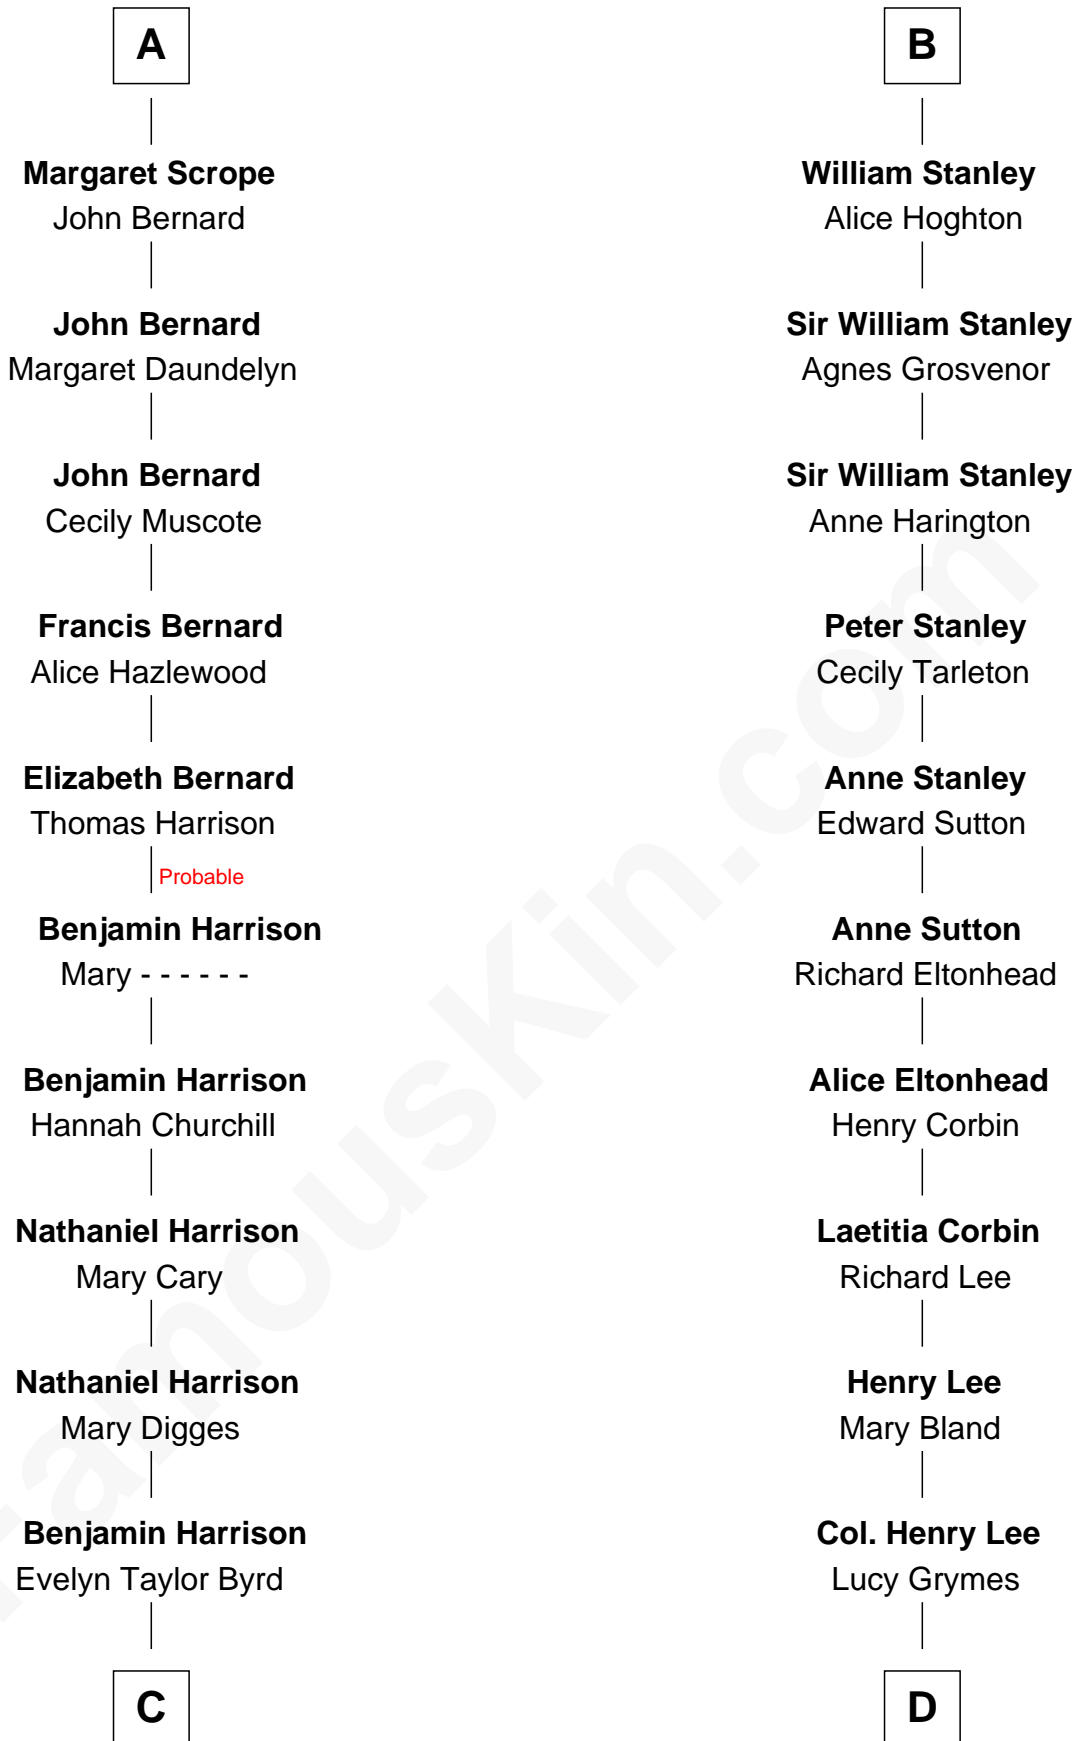 A
Margaret Scrope
John Bernard
John Bernard
Margaret Daundelyn
John Bernard
Cecily Muscote
Francis Bernard
Alice Hazlewood
Elizabeth Bernard
Thomas Harrison
Probable
Benjamin Harrison
Mary - - - - - -
Benjamin Harrison
Hannah Churchill
Nathaniel Harrison
Mary Cary
Nathaniel Harrison
Mary Digges
Benjamin Harrison
Evelyn Taylor Byrd
C
B
William Stanley
Alice Hoghton
Sir William Stanley
Agnes Grosvenor
Sir William Stanley
Anne Harington
Peter Stanley
Cecily Tarleton
Anne Stanley
Edward Sutton
Anne Sutton
Richard Eltonhead
Alice Eltonhead
Henry Corbin
Laetitia Corbin
Richard Lee
Henry Lee
Mary Bland
Col. Henry Lee
Lucy Grymes
D
FamousKin.com